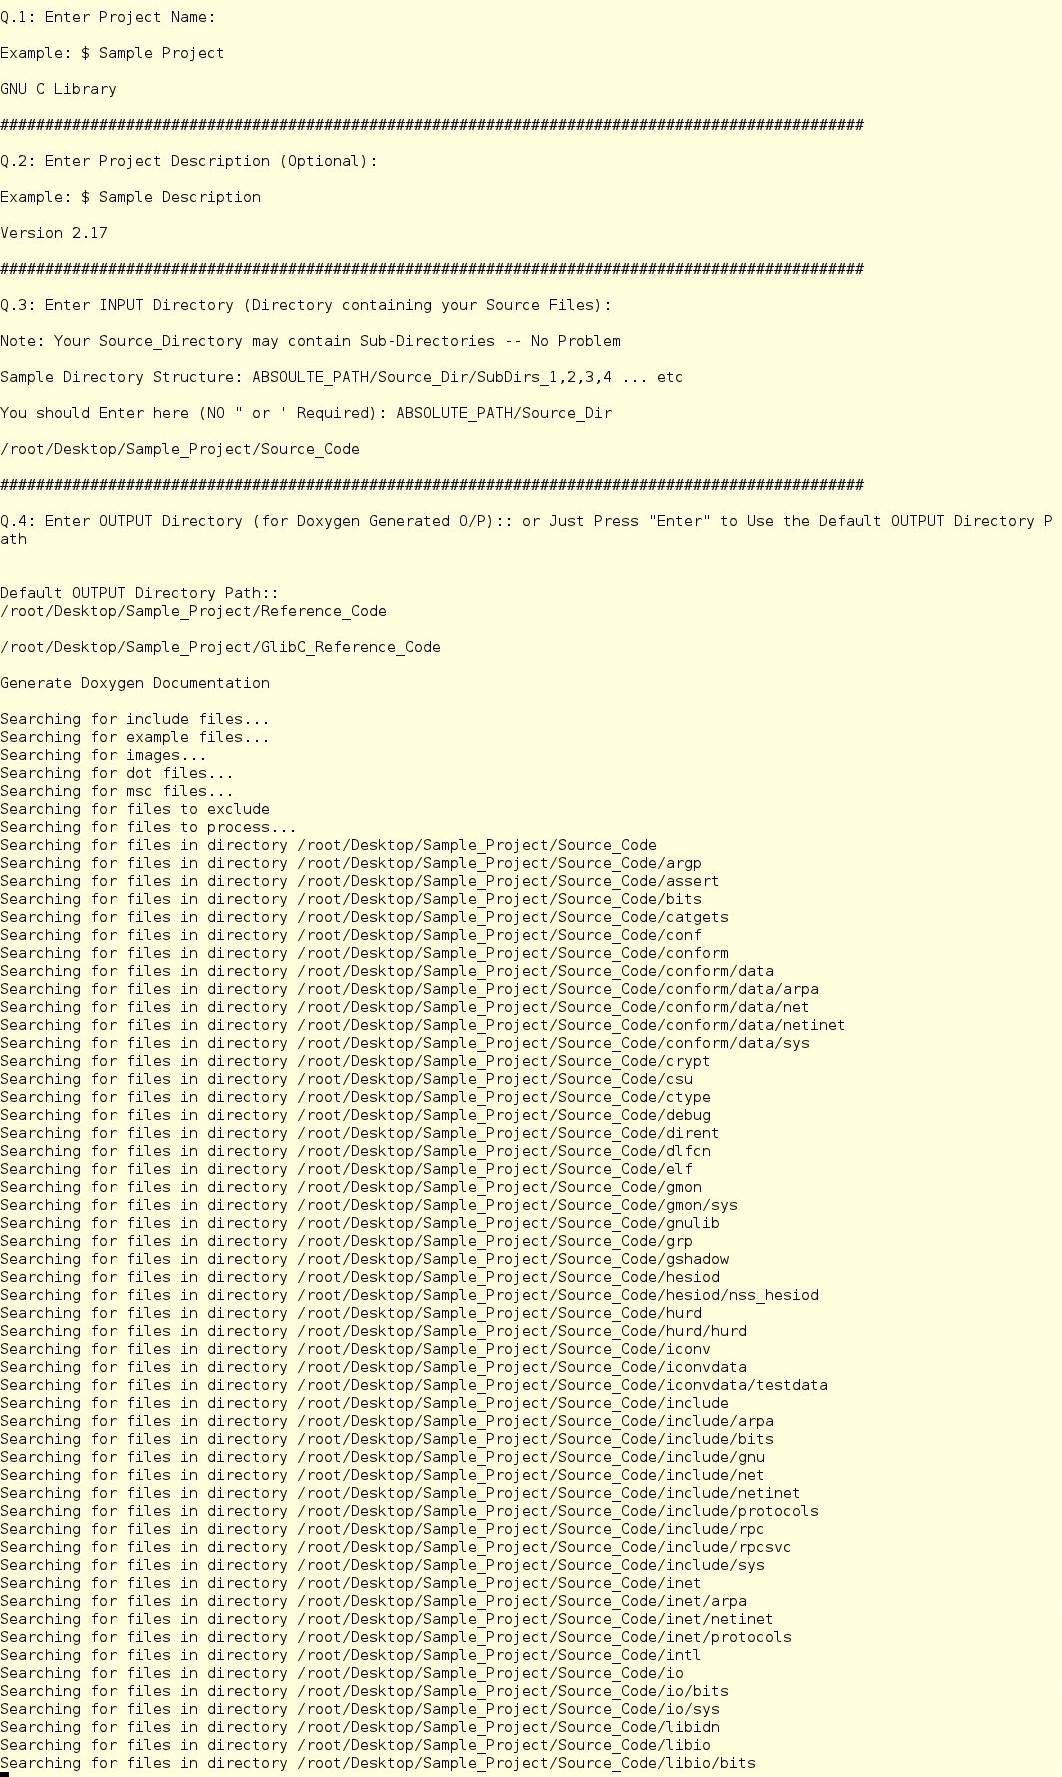 Q.1: Enter Project Name:
Example: $ Sample Project
GNU C Library
################################################################################################
Q.2: Enter Project Description (Optional):
Example: $ Sample Description
Version 2.17
################################################################################################
Q.3: Enter INPUT Directory (Directory containing your Source Files):
Note: Your Source_Directory may contain Sub-Directories -- No Problem
Sample Directory Structure: ABSOULTE_PATH/Source_Dir/SubDirs_1,2,3,4 ... etc
You should Enter here (NO " or ' Required): ABSOLUTE_PATH/Source_Dir
/root/Desktop/Sample_Project/Source_Code
################################################################################################
Q.4: Enter OUTPUT Directory (for Doxygen Generated O/P):: or Just Press "Enter" to Use the Default OUTPUT Directory P
ath
Default OUTPUT Directory Path::
/root/Desktop/Sample_Project/Reference_Code
/root/Desktop/Sample_Project/GlibC_Reference_Code
Generate Doxygen Documentation
Searching for include files...
Searching for example files...
Searching for images...
Searching for dot files...
Searching for msc files...
Searching for files to exclude
Searching for files to process...
Searching for files in directory /root/Desktop/Sample_Project/Source_Code
Searching for files in directory /root/Desktop/Sample_Project/Source_Code/argp
Searching for files in directory /root/Desktop/Sample_Project/Source_Code/assert
Searching for files in directory /root/Desktop/Sample_Project/Source_Code/bits
Searching for files in directory /root/Desktop/Sample_Project/Source_Code/catgets
Searching for files in directory /root/Desktop/Sample_Project/Source_Code/conf
Searching for files in directory /root/Desktop/Sample_Project/Source_Code/conform
Searching for files in directory /root/Desktop/Sample_Project/Source_Code/conform/data
Searching for files in directory /root/Desktop/Sample_Project/Source_Code/conform/data/arpa
Searching for files in directory /root/Desktop/Sample_Project/Source_Code/conform/data/net
Searching for files in directory /root/Desktop/Sample_Project/Source_Code/conform/data/netinet
Searching for files in directory /root/Desktop/Sample_Project/Source_Code/conform/data/sys
Searching for files in directory /root/Desktop/Sample_Project/Source_Code/crypt
Searching for files in directory /root/Desktop/Sample_Project/Source_Code/csu
Searching for files in directory /root/Desktop/Sample_Project/Source_Code/ctype
Searching for files in directory /root/Desktop/Sample_Project/Source_Code/debug
Searching for files in directory /root/Desktop/Sample_Project/Source_Code/dirent
Searching for files in directory /root/Desktop/Sample_Project/Source_Code/dlfcn
Searching for files in directory /root/Desktop/Sample_Project/Source_Code/elf
Searching for files in directory /root/Desktop/Sample_Project/Source_Code/gmon
Searching for files in directory /root/Desktop/Sample_Project/Source_Code/gmon/sys
Searching for files in directory /root/Desktop/Sample_Project/Source_Code/gnulib
Searching for files in directory /root/Desktop/Sample_Project/Source_Code/grp
Searching for files in directory /root/Desktop/Sample_Project/Source_Code/gshadow
Searching for files in directory /root/Desktop/Sample_Project/Source_Code/hesiod
Searching for files in directory /root/Desktop/Sample_Project/Source_Code/hesiod/nss_hesiod
Searching for files in directory /root/Desktop/Sample_Project/Source_Code/hurd
Searching for files in directory /root/Desktop/Sample_Project/Source_Code/hurd/hurd
Searching for files in directory /root/Desktop/Sample_Project/Source_Code/iconv
Searching for files in directory /root/Desktop/Sample_Project/Source_Code/iconvdata
Searching for files in directory /root/Desktop/Sample_Project/Source_Code/iconvdata/testdata
Searching for files in directory /root/Desktop/Sample_Project/Source_Code/include
Searching for files in directory /root/Desktop/Sample_Project/Source_Code/include/arpa
Searching for files in directory /root/Desktop/Sample_Project/Source_Code/include/bits
Searching for files in directory /root/Desktop/Sample_Project/Source_Code/include/gnu
Searching for files in directory /root/Desktop/Sample_Project/Source_Code/include/net
Searching for files in directory /root/Desktop/Sample_Project/Source_Code/include/netinet
Searching for files in directory /root/Desktop/Sample_Project/Source_Code/include/protocols
Searching for files in directory /root/Desktop/Sample_Project/Source_Code/include/rpc
Searching for files in directory /root/Desktop/Sample_Project/Source_Code/include/rpcsvc
Searching for files in directory /root/Desktop/Sample_Project/Source_Code/include/sys
Searching for files in directory /root/Desktop/Sample_Project/Source_Code/inet
Searching for files in directory /root/Desktop/Sample_Project/Source_Code/inet/arpa
Searching for files in directory /root/Desktop/Sample_Project/Source_Code/inet/netinet
Searching for files in directory /root/Desktop/Sample_Project/Source_Code/inet/protocols
Searching for files in directory /root/Desktop/Sample_Project/Source_Code/intl
Searching for files in directory /root/Desktop/Sample_Project/Source_Code/io
Searching for files in directory /root/Desktop/Sample_Project/Source_Code/io/bits
Searching for files in directory /root/Desktop/Sample_Project/Source_Code/io/sys
Searching for files in directory /root/Desktop/Sample_Project/Source_Code/libidn
Searching for files in directory /root/Desktop/Sample_Project/Source_Code/libio
Searching for files in directory /root/Desktop/Sample_Project/Source_Code/libio/bits